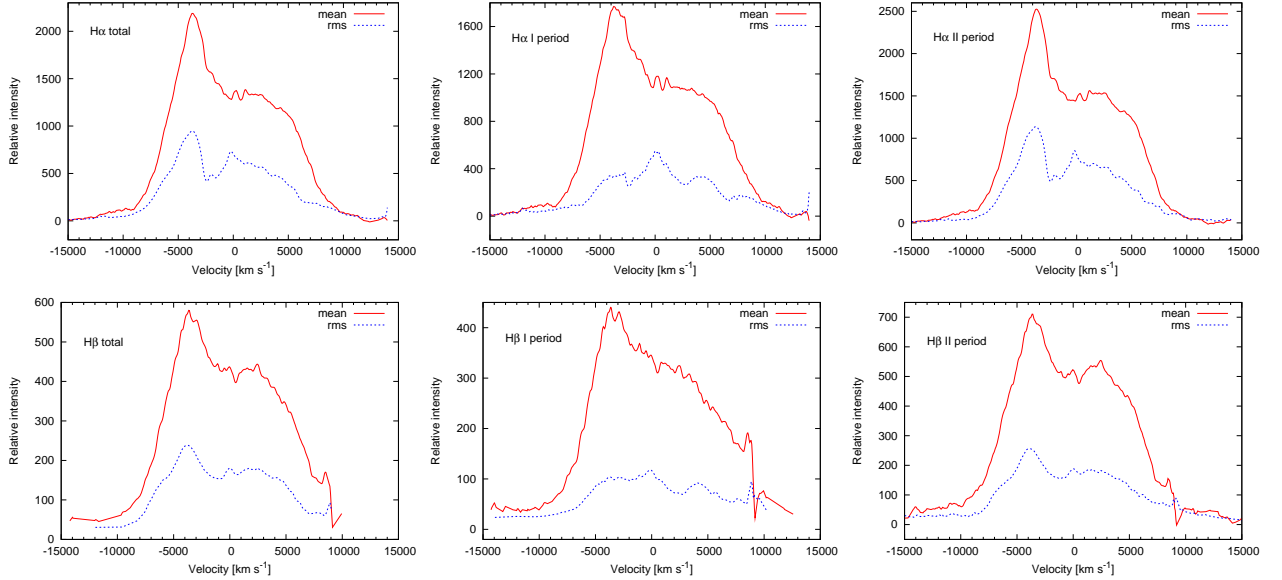 Hα total
mean
rms
Relative intensity
2000
1500
1000
500
0
-15000 -10000 -5000 0 5000 10000 15000
Velocity [km s⁻¹]
Hα I period
mean
rms
Relative intensity
1600
1200
800
400
0
-15000 -10000 -5000 0 5000 10000 15000
Velocity [km s⁻¹]
Hα II period
mean
rms
Relative intensity
2500
2000
1500
1000
500
0
-15000 -10000 -5000 0 5000 10000 15000
Velocity [km s⁻¹]
Hβ total
mean
rms
Relative intensity
600
500
400
300
200
100
0
-15000 -10000 -5000 0 5000 10000 15000
Velocity [km s⁻¹]
Hβ I period
mean
rms
Relative intensity
400
300
200
100
0
-15000 -10000 -5000 0 5000 10000 15000
Velocity [km s⁻¹]
Hβ II period
mean
rms
Relative intensity
700
600
500
400
300
200
100
0
-15000 -10000 -5000 0 5000 10000 15000
Velocity [km s⁻¹]